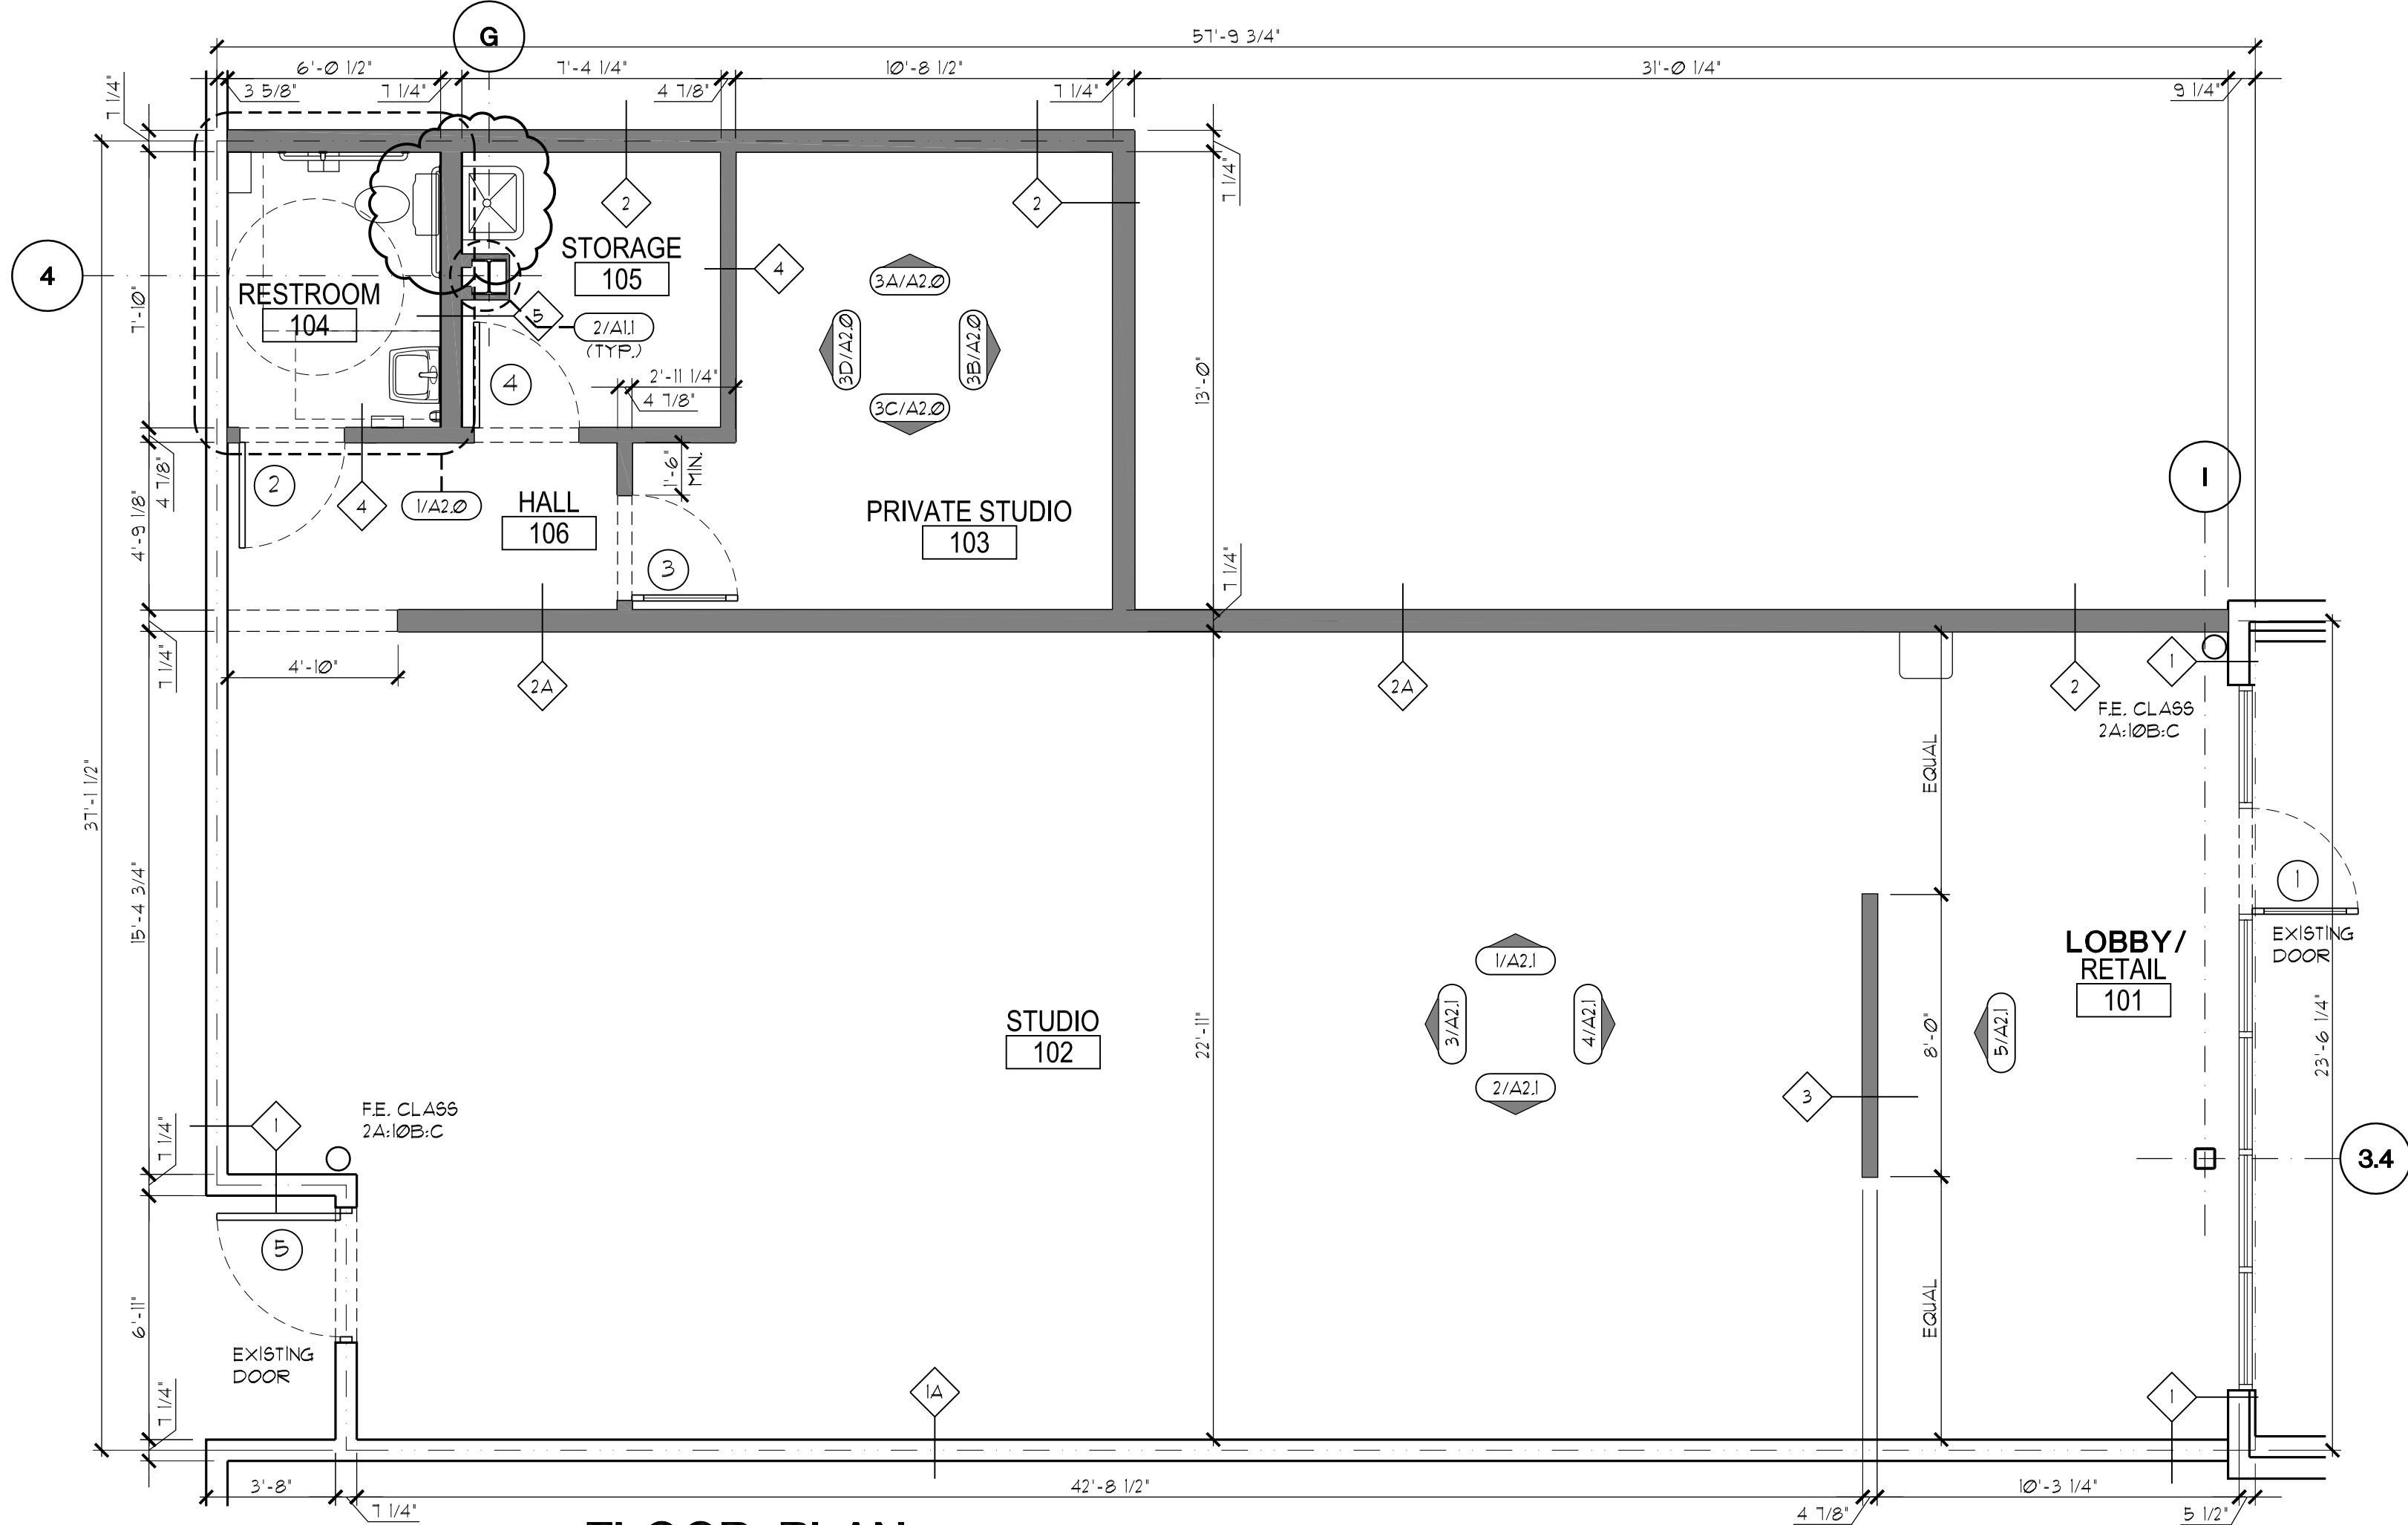 G
57'-9 3/4"
6'-0 1/2"
7'-4 1/4"
10'-8 1/2"
31'-0 1/4"
3 5/8"
7 1/4"
4 7/8"
7 1/4"
9 1/4"
7 1/4"
7 1/4"
2
2
4
STORAGE
105
4
3A/A2.0
RESTROOM
104
5
2/A1.1
(TYP.)
3D/A2.0
3B/A2.0
7'-10"
4
2'-11 1/4"
4 7/8"
3C/A2.0
13'-0"
2
4
1/A2.0
4 7/8"
4'-9 1/8"
HALL
106
1'-6"
MIN.
PRIVATE STUDIO
103
I
3
7 1/4"
7 1/4"
4'-10"
2A
2A
2
1
F.E. CLASS
2A:10B:C
EQUAL
37'-1 1/2"
15'-4 3/4"
1
EXISTING
DOOR
LOBBY/
RETAIL
101
1/A2.1
3/A2.1
4/A2.1
2/A2.1
5/A2.1
STUDIO
102
22'-11"
8'-0"
23'-6 1/4"
3
F.E. CLASS
2A:10B:C
1
7 1/4"
3.4
5
6'-11"
EQUAL
EXISTING
DOOR
7 1/4"
1A
1
3'-8"
7 1/4"
42'-8 1/2"
4 7/8"
10'-3 1/4"
5 1/2"
FLOOR PLAN